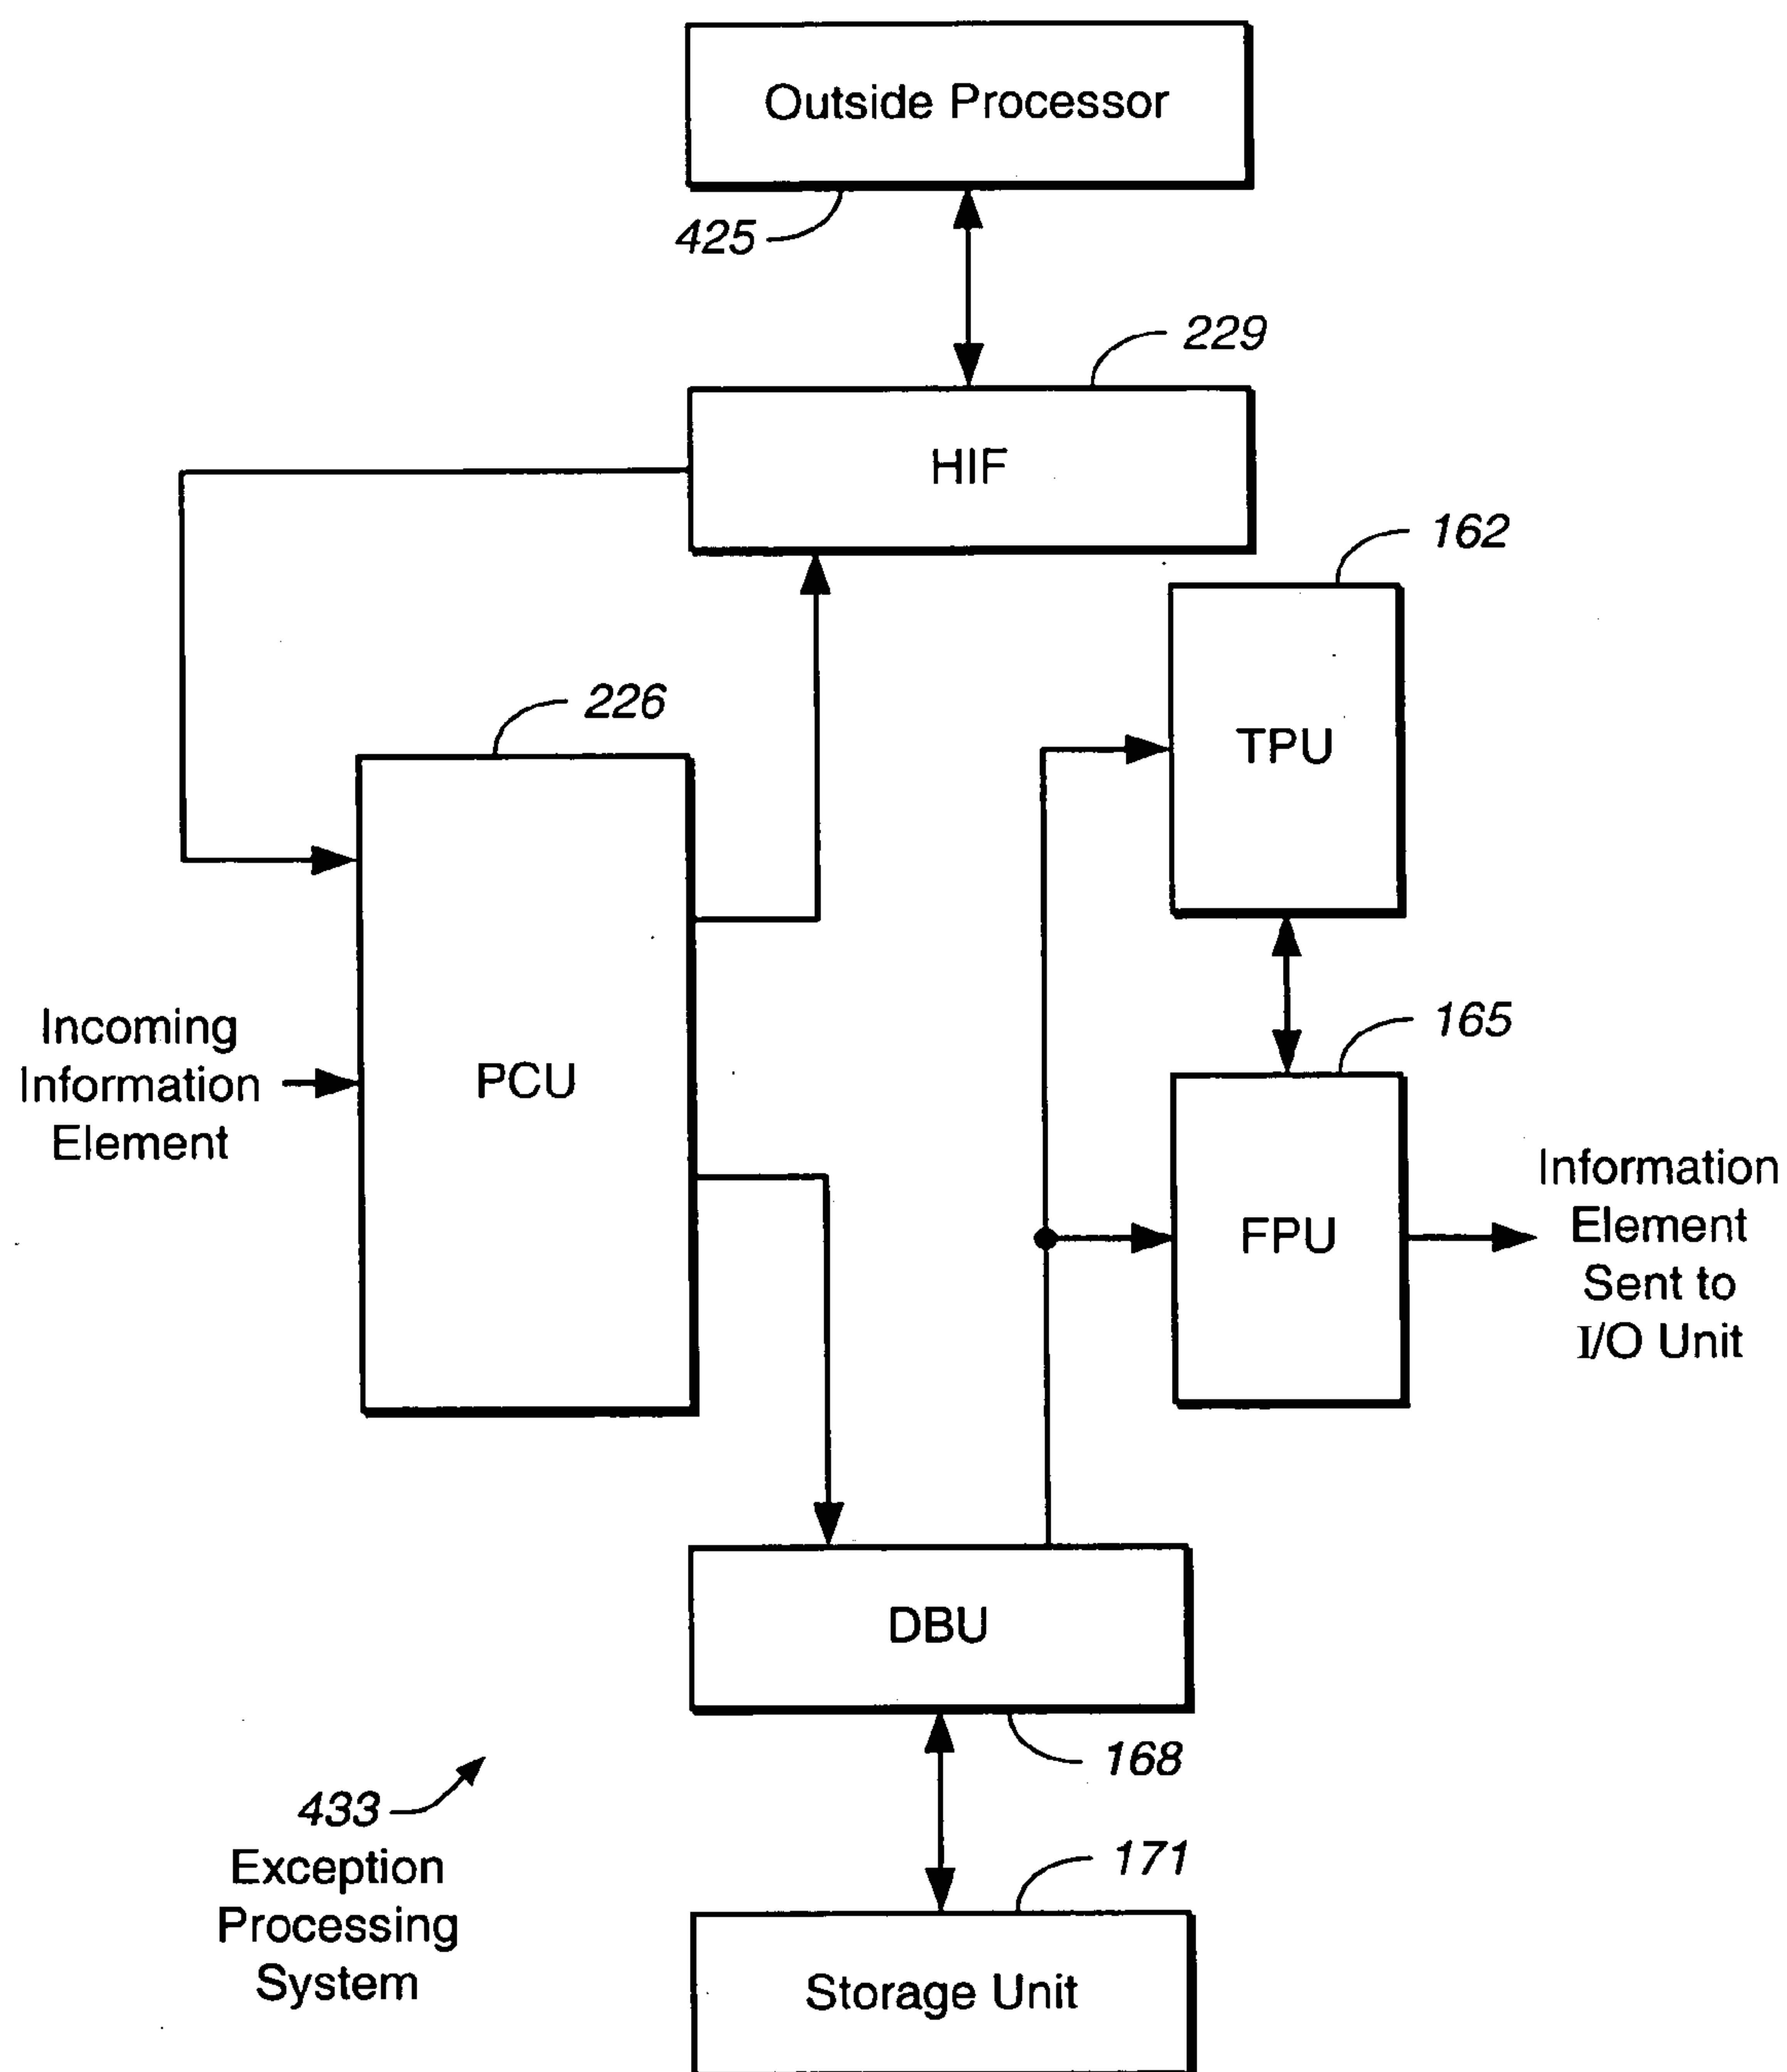 Outside Processor
425
229
HIF
162
226
TPU
Incoming
Information
Element
PCU
165
FPU
Information
Element
Sent to
I/O Unit
DBU
168
433
Exception
Processing
System
171
Storage Unit